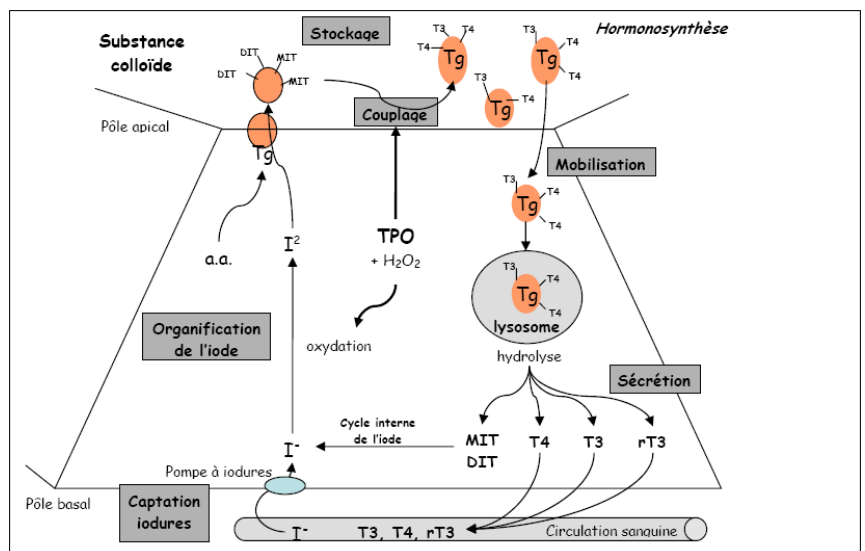 Substance
colloïde
Stockage
Hormonosynthèse
DIT
DIT
MIT
MIT
T3
T4
T4
Tg
T3
T4
Tg
T4
T3
Tg
T4
Couplage
Pôle apical
Tg
Mobilisation
T3
T4
Tg
T4
a.a.
I²
TPO
+ H₂O₂
T3
T4
Tg
T4
lysosome
Organification
de l'iode
oxydation
hydrolyse
Sécrétion
Cycle interne
de l'iode
I⁻
MIT
DIT
T4
T3
rT3
Pompe à iodures
Captation
iodures
Pôle basal
I⁻
T3, T4, rT3
Circulation sanguine